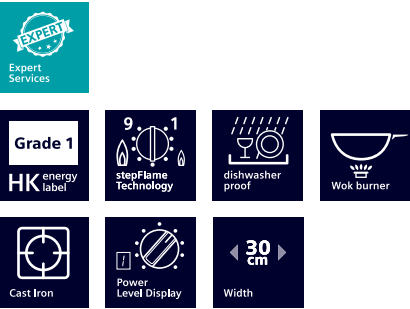 EXPERT
Expert
Services
Grade 1
HK energy
label
9 1
stepFlame
Technology
dishwasher
proof
Wok burner
Cast Iron
1
Power
Level Display
30
cm
Width